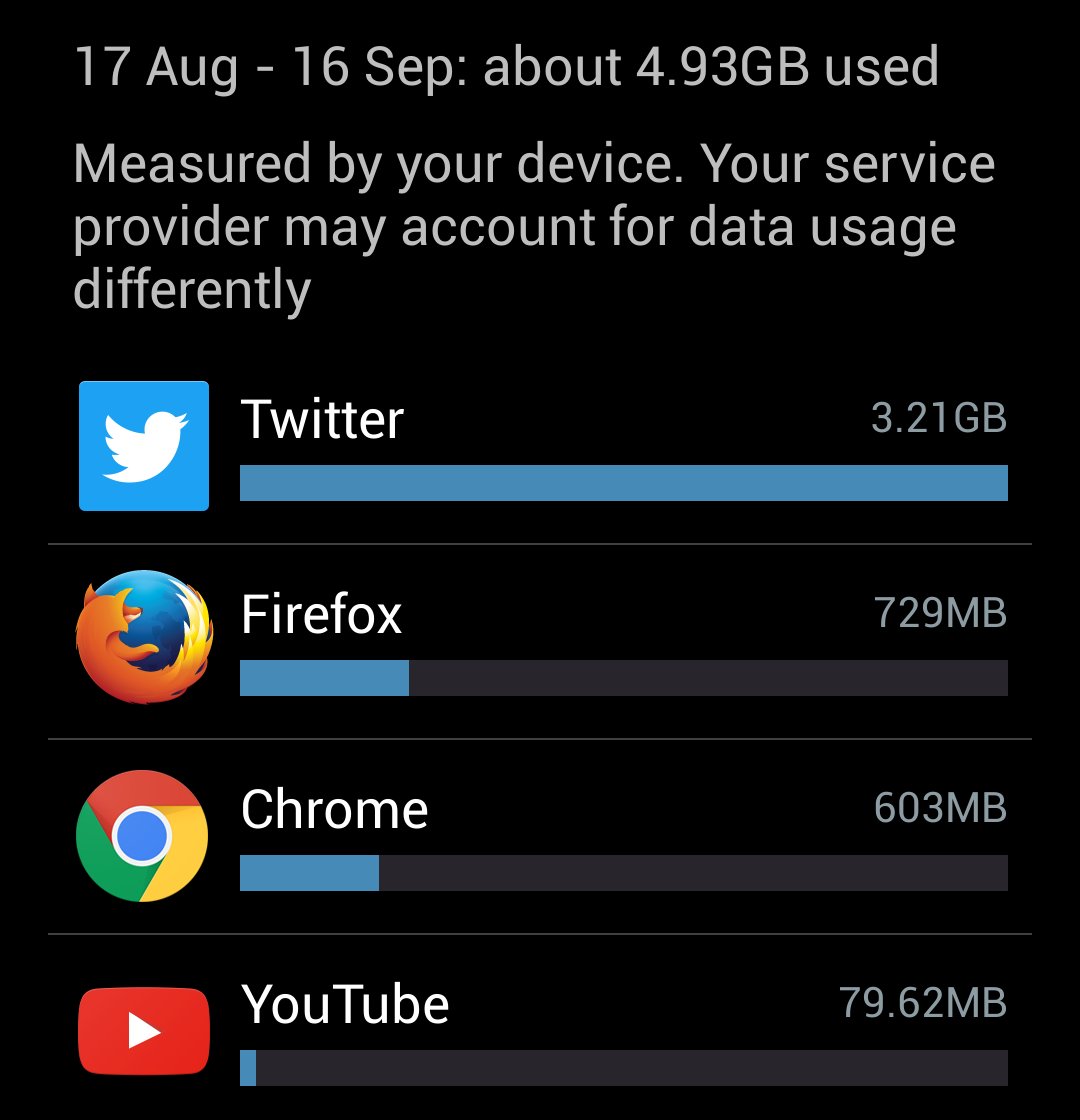 17 Aug - 16 Sep: about 4.93GB used
Measured by your device. Your service
provider may account for data usage
differently
Twitter 3.21GB
Firefox 729MB
Chrome 603MB
YouTube 79.62MB